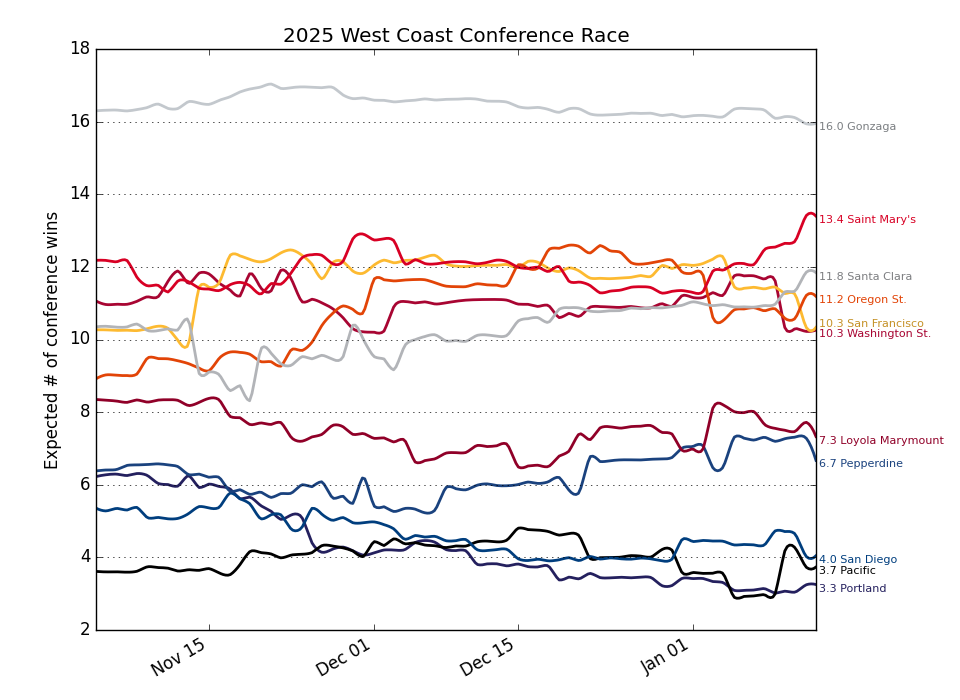 2025 West Coast Conference Race
Expected # of conference wins
18
16
14
12
10
8
6
4
2
Nov 15
Dec 01
Dec 15
Jan 01
16.0 Gonzaga
13.4 Saint Mary's
11.8 Santa Clara
11.2 Oregon St.
10.3 San Francisco
10.3 Washington St.
7.3 Loyola Marymount
6.7 Pepperdine
4.0 San Diego
3.7 Pacific
3.3 Portland